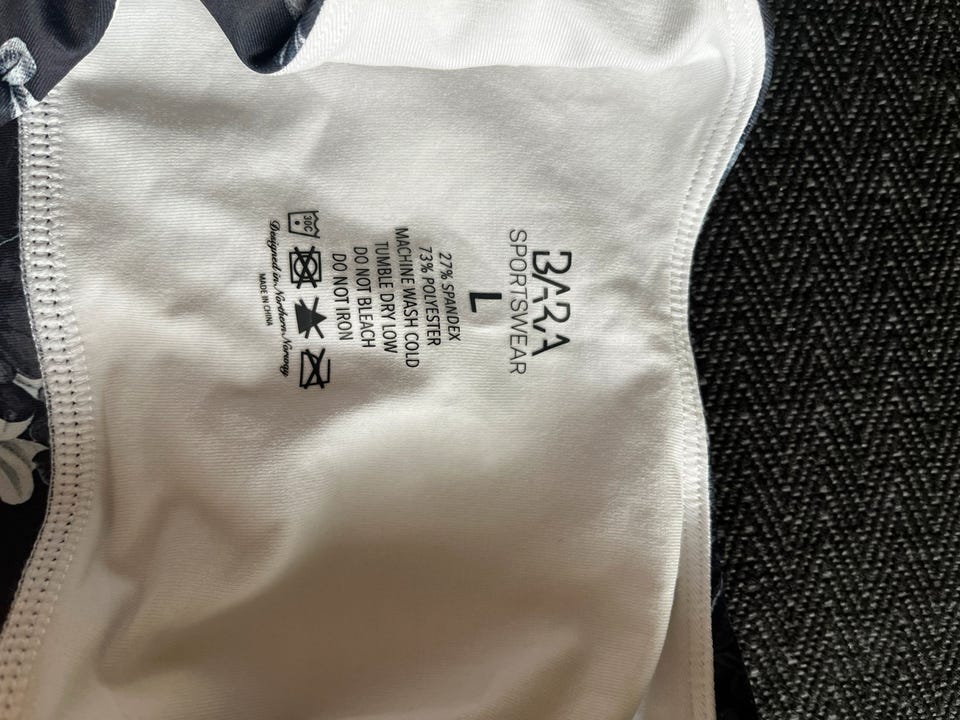 BARA
SPORTSWEAR
L
27% SPANDEX
73% POLYESTER
MACHINE WASH COLD
TUMBLE DRY LOW
DO NOT BLEACH
DO NOT IRON
30C
Designed in Northern Norway
MADE IN CHINA